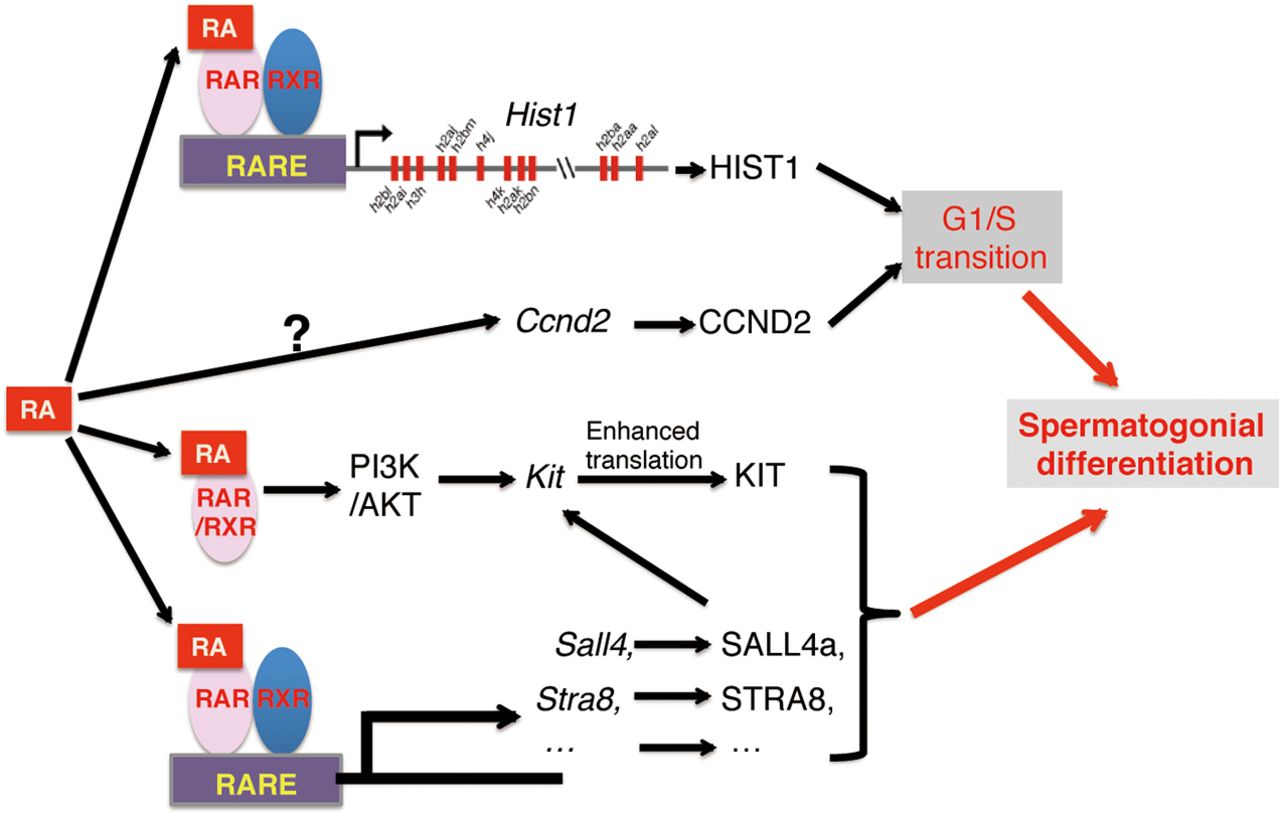 RA
RAR RXR
RARE
Hist1
h2aj h2bm h4j h2ba h2aa h2al
h2bl h2ai h3h h4k h2ak h2bn
HIST1
G1/S
transition
?
Ccnd2
CCND2
RA
Spermatogonial
differentiation
RA
RAR
/RXR
PI3K
/AKT
Kit
Enhanced
translation
KIT
RA
RAR RXR
RARE
Sall4, SALL4a,
Stra8, STRA8,
... ...